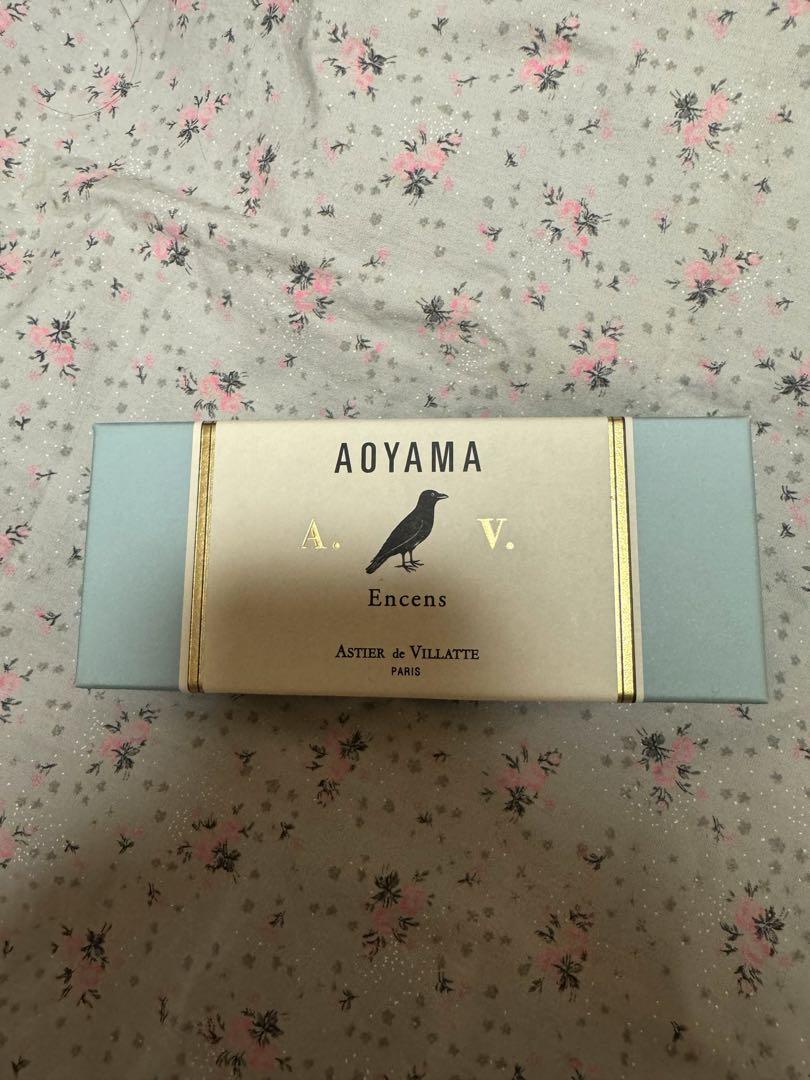 AOYAMA
A. V.
Encens
ASTIER de VILLATTE
PARIS